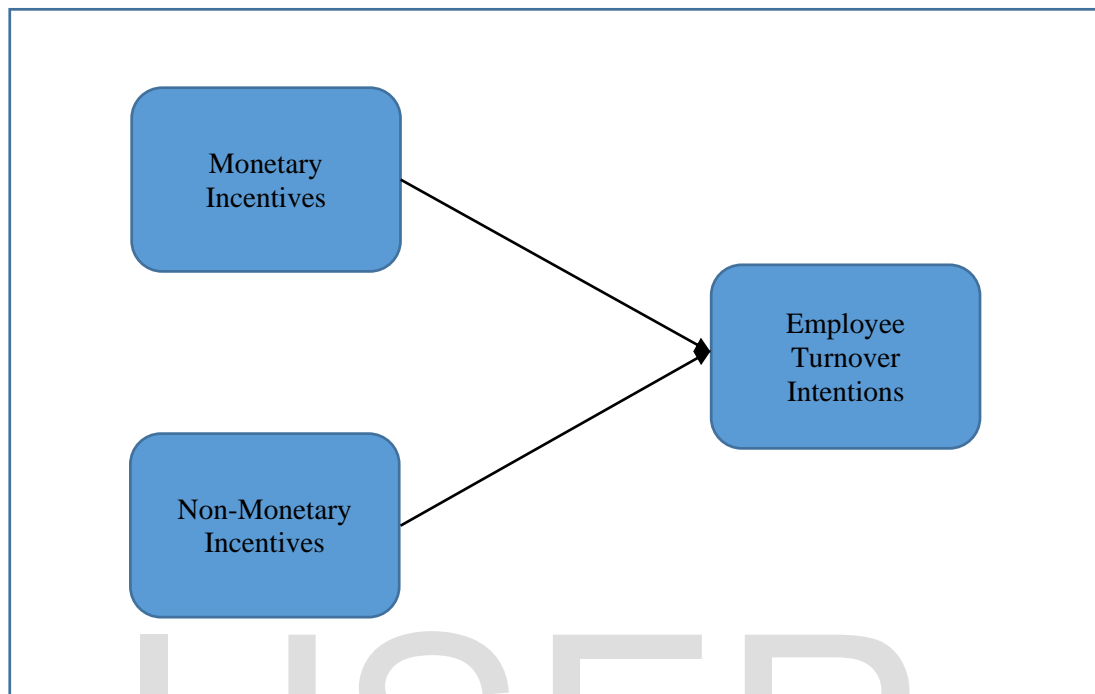 Monetary
Incentives
Employee
Turnover
Intentions
Non-Monetary
Incentives